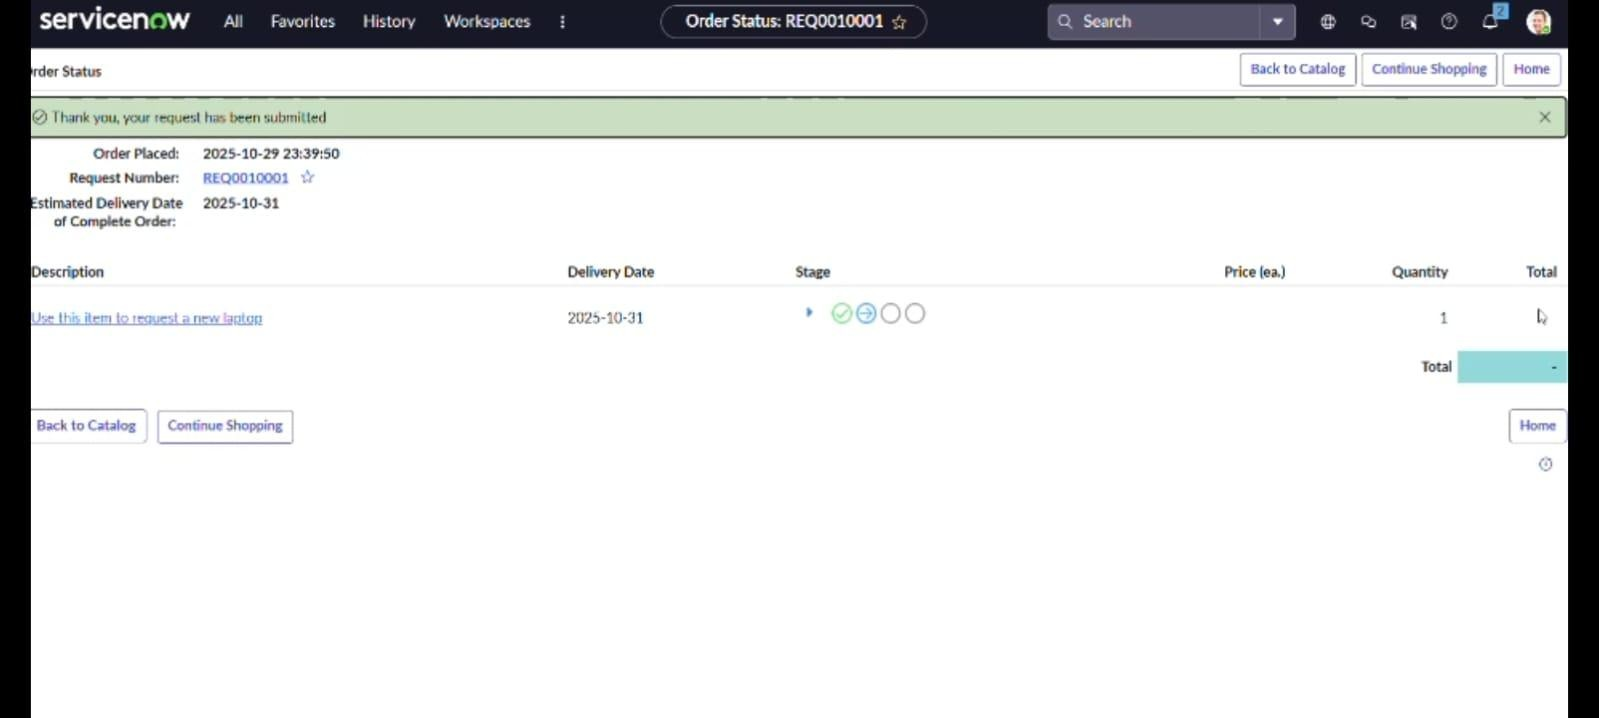 servicenow All Favorites History Workspaces Order Status: REQ0010001 Search 2
rder Status Back to Catalog Continue Shopping Home
Thank you, your request has been submitted
Order Placed: 2025-10-29 23:39:50
Request Number: REQ0010001
Estimated Delivery Date 2025-10-31
of Complete Order:
Description Delivery Date Stage Price (ea.) Quantity Total
Use this item to request a new laptop 2025-10-31 1
Total -
Back to Catalog Continue Shopping Home